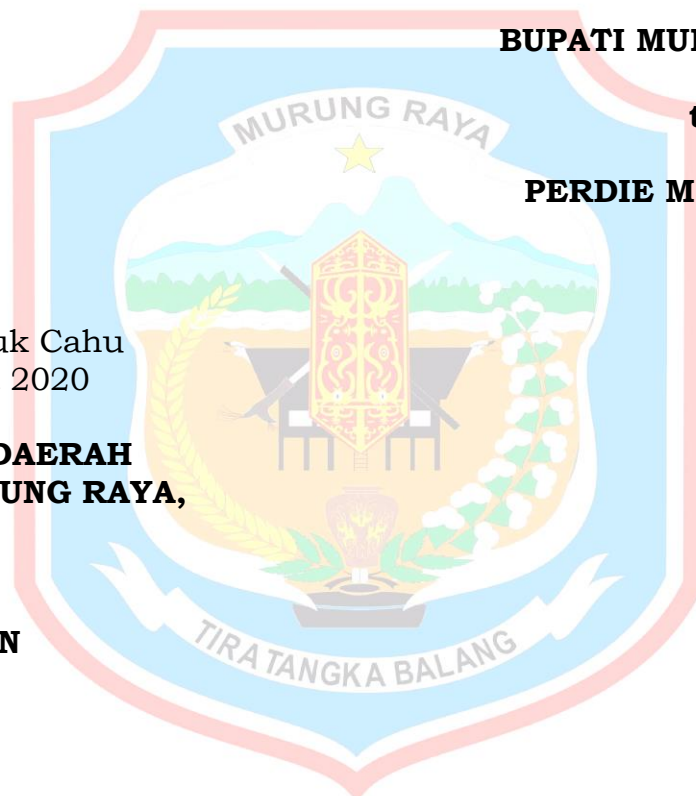 BUPATI MU
t
PERDIE M
MURUNG RAYA
uk Cahu
2020
DAERAH
UNG RAYA,
N
TIRA TANGKA BALANG